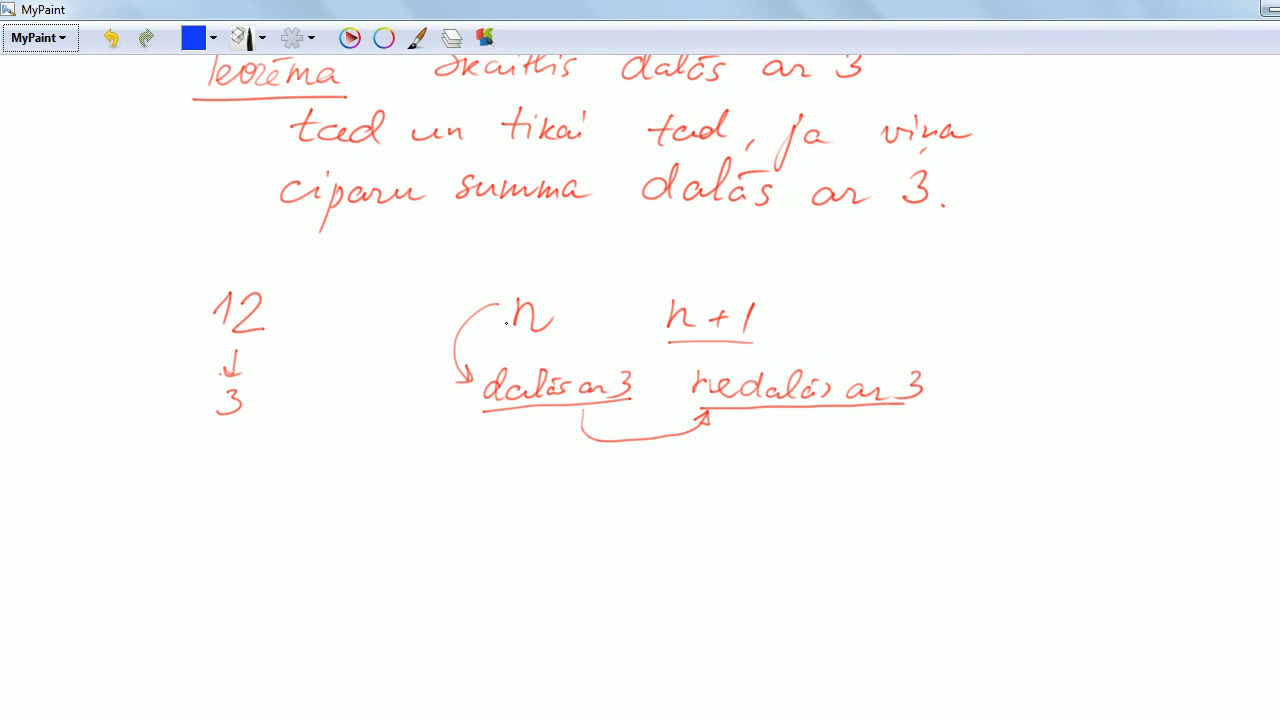 MyPaint
MyPaint
Teorēma Skaitlis dalās ar 3
tad un tikai tad, ja viņa
ciparu summa dalās ar 3.
12 n n+1
3 dalās ar 3 nedalās ar 3